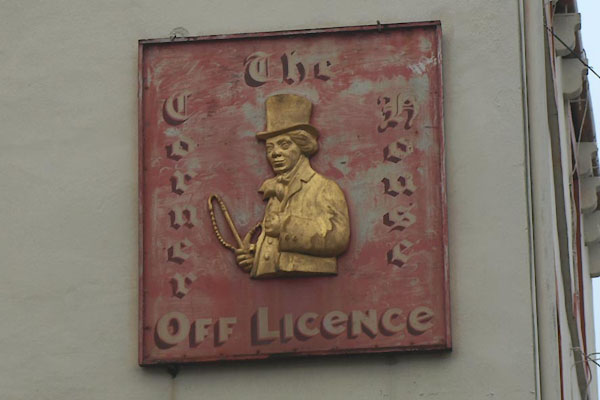 The
Corner
House
Off Licence